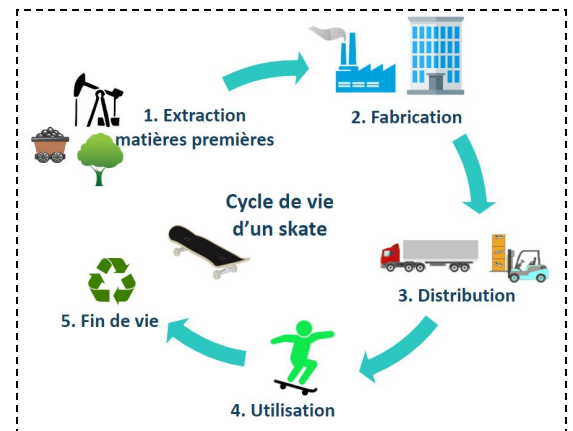 1. Extraction
matières premières
2. Fabrication
Cycle de vie
d'un skate
3. Distribution
5. Fin de vie
4. Utilisation